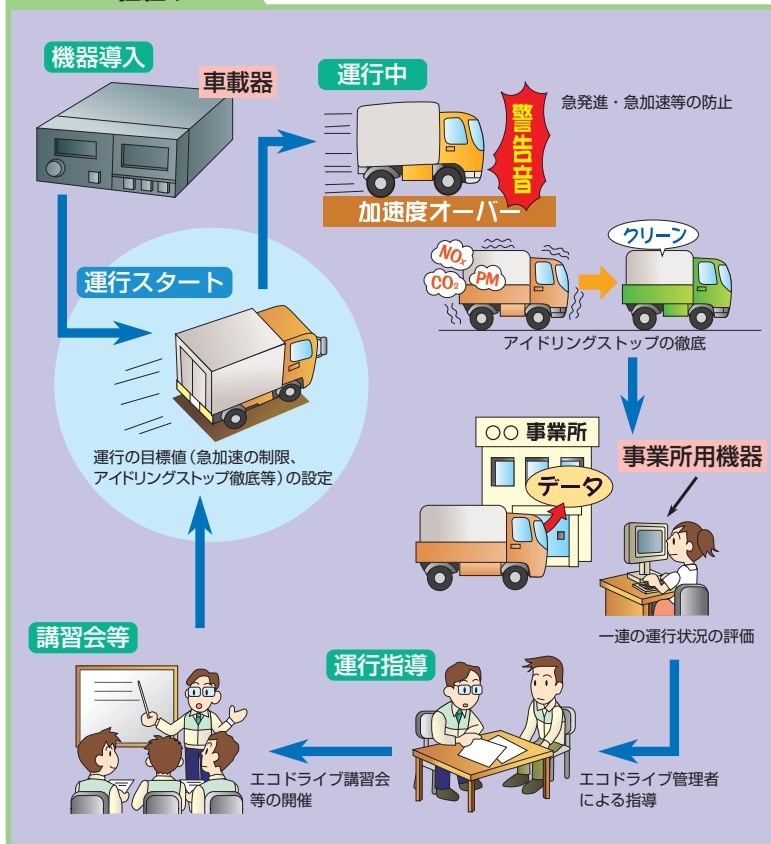 機器導入
車載器
運行中
警告音
急発進・急加速等の防止
加速度オーバー
NOx
CO₂
PM
クリーン
アイドリングストップの徹底
運行スタート
運行の目標値(急加速の制限、
アイドリングストップ徹底等)の設定
○○ 事業所
データ
事業所用機器
一連の運行状況の評価
運行指導
エコドライブ管理者
による指導
講習会等
エコドライブ講習会
等の開催